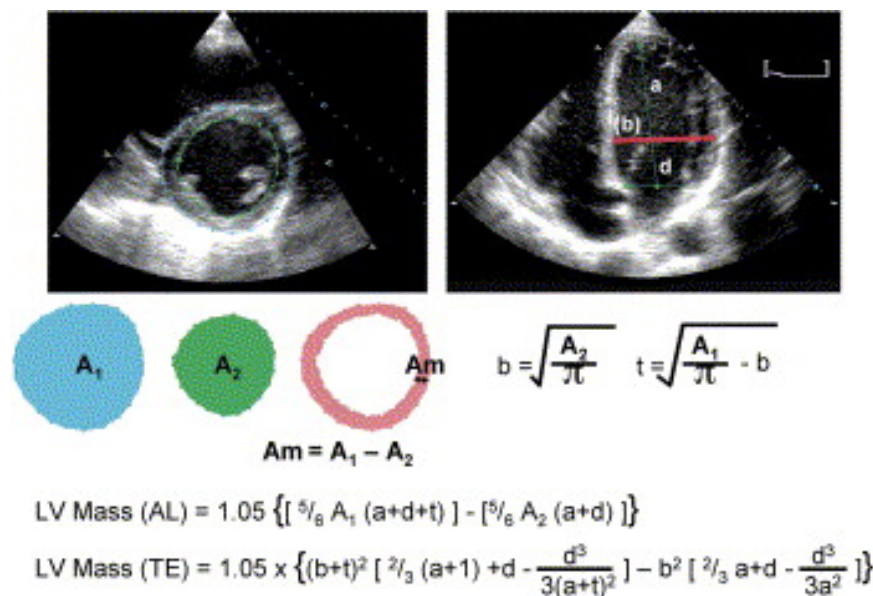 a
(b)
d
A₁ A₂ Am b = √(A₂/π) t = √(A₁/π - b)
Am = A₁ – A₂
LV Mass (AL) = 1.05 {[ ⁵/₆ A₁ (a+d+t) ] - [⁵/₆ A₂ (a+d) ]}
LV Mass (TE) = 1.05 x {(b+t)² [ ²/₃ (a+1) +d - d³/3(a+t)² ] – b² [ ²/₃ a+d - d³/3a² ]}